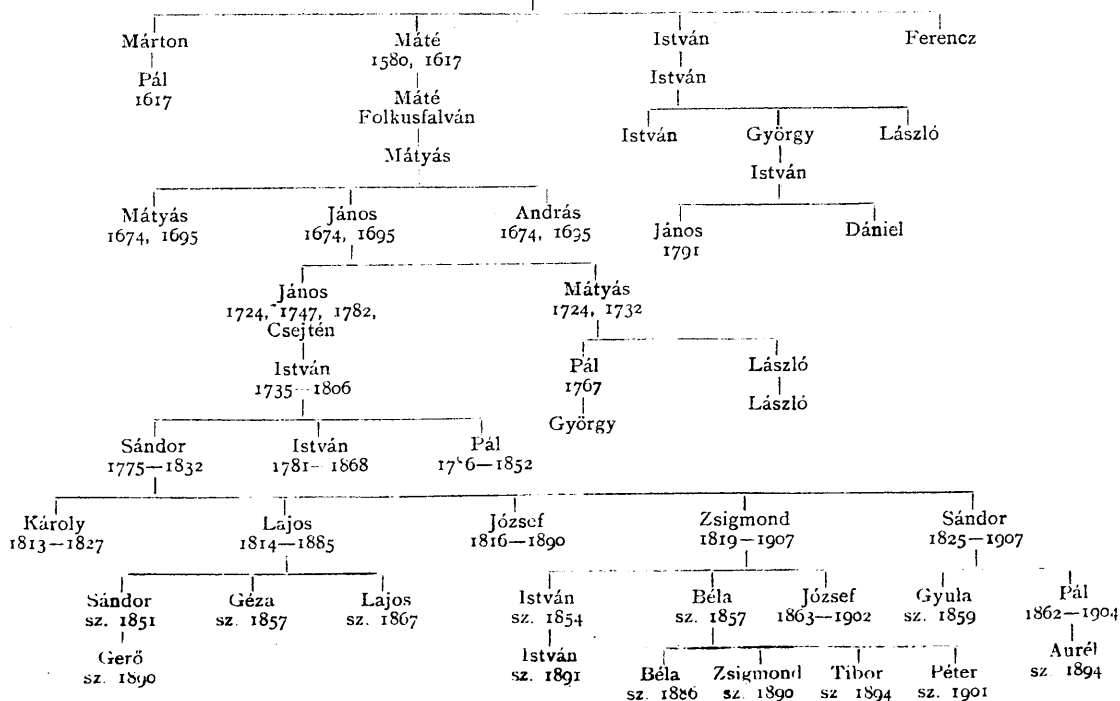 Márton Máté István Ferencz
1580, 1617
Pál István
1617
Máté
Folkusfalván
István György László
Mátyás
István
Mátyás János András
1674, 1695 1674, 1695 1674, 1695
János Dániel
1791
János Mátyás
1724, 1747, 1782, 1724, 1732
Csejtén
István Pál László
1735—1806 1767
György László
Sándor István Pál
1775—1832 1781—1868 —1852
Károly Lajos József Zsigmond Sándor
1813—1827 1814—1885 1816—1890 1819—1907 1825—1907
Sándor Géza Lajos István Béla József Gyula Pál
sz. 1851 sz. 1857 sz. 1867 sz. 1854 sz. 1857 1863—1902 sz. 1859 1862—1904
Gerő István Aurél
sz. 1890 sz. 1891 sz. 1894
Béla Zsigmond Tibor Péter
sz. 1886 sz. 1890 sz 1894 sz. 1901